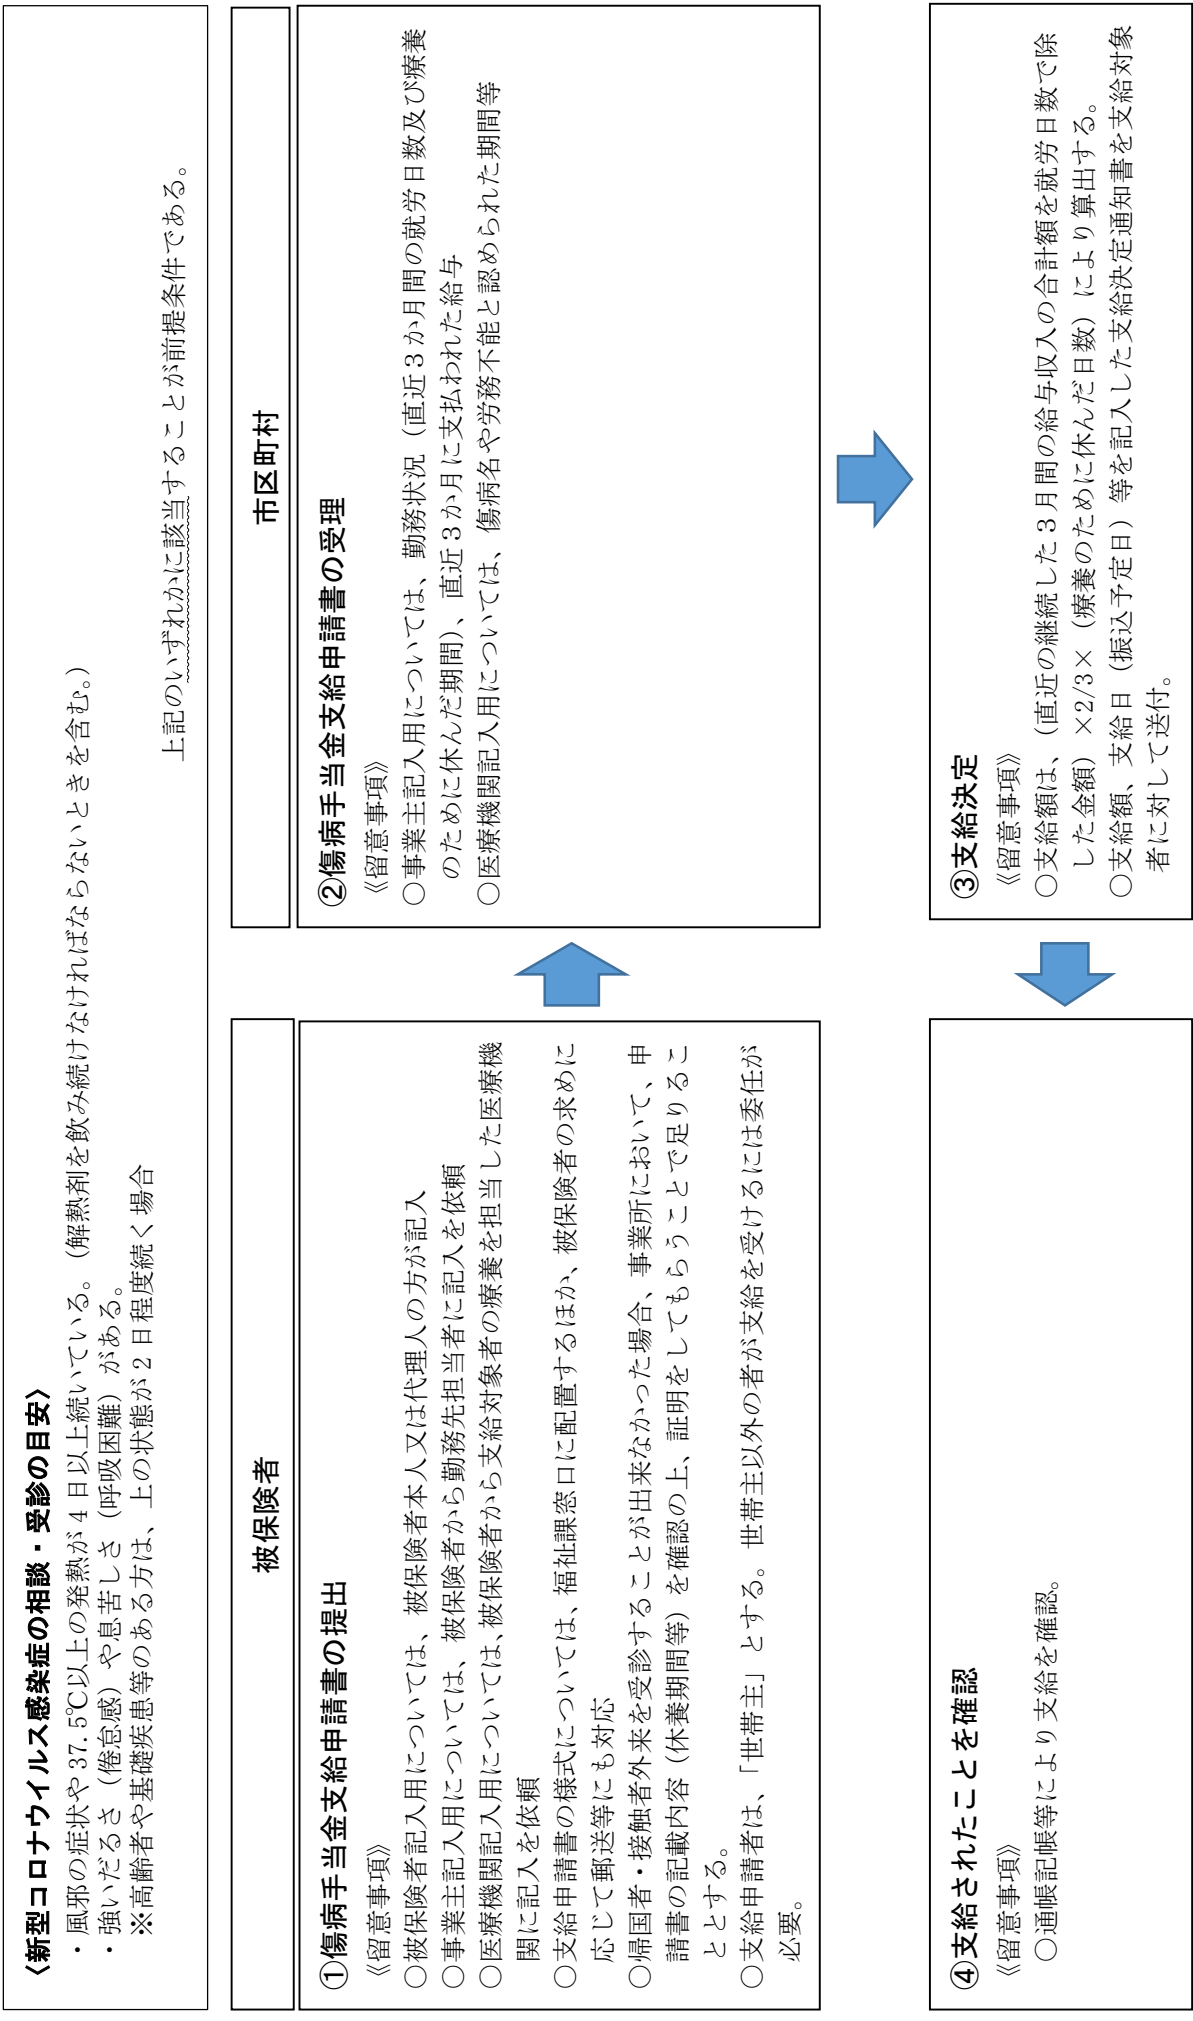 〈新型コロナウイルス感染症の相談・受診の目安〉
・風邪の症状や37.5℃以上の発熱が4日以上続いている。（解熱剤を飲み続けなければならないときを含む。）
・強いだるさ（倦怠感）や息苦しさ（呼吸困難）がある。
※高齢者や基礎疾患等のある方は、上の状態が2日程度続く場合
上記のいずれかに該当することが前提条件である。
被保険者
①傷病手当金支給申請書の提出
《留意事項》
○被保険者記入用については、被保険者本人又は代理人の方が記入
○事業主記入用については、被保険者から勤務先担当者に記入を依頼
○医療機関記入用については、被保険者から支給対象者の療養を担当した医療機
関に記入を依頼
○支給申請書の様式については、福祉課窓口に配置するほか、被保険者の求めに
応じて郵送等にも対応
○帰国者・接触者外来を受診することが出来なかった場合、事業所において、申
請書の記載内容（休養期間等）を確認の上、証明をしてもらうことで足りるこ
ととする。
○支給申請者は、「世帯主」とする。世帯主以外の者が支給を受けるには委任が
必要。
市区町村
②傷病手当金支給申請書の受理
《留意事項》
○事業主記入用については、勤務状況（直近3か月間の就労日数及び療養
のために休んだ期間）、直近3か月に支払われた給与
○医療機関記入用については、傷病名や労務不能と認められた期間等
③支給決定
《留意事項》
○支給額は、（直近の継続した3月間の給与収入の合計額を就労日数で除
した金額）×2/3×（療養のために休んだ日数）により算出する。
○支給額、支給日（振込予定日）等を記入した支給決定通知書を支給対象
者に対して送付。
④支給されたことを確認
《留意事項》
○通帳記帳等により支給を確認。